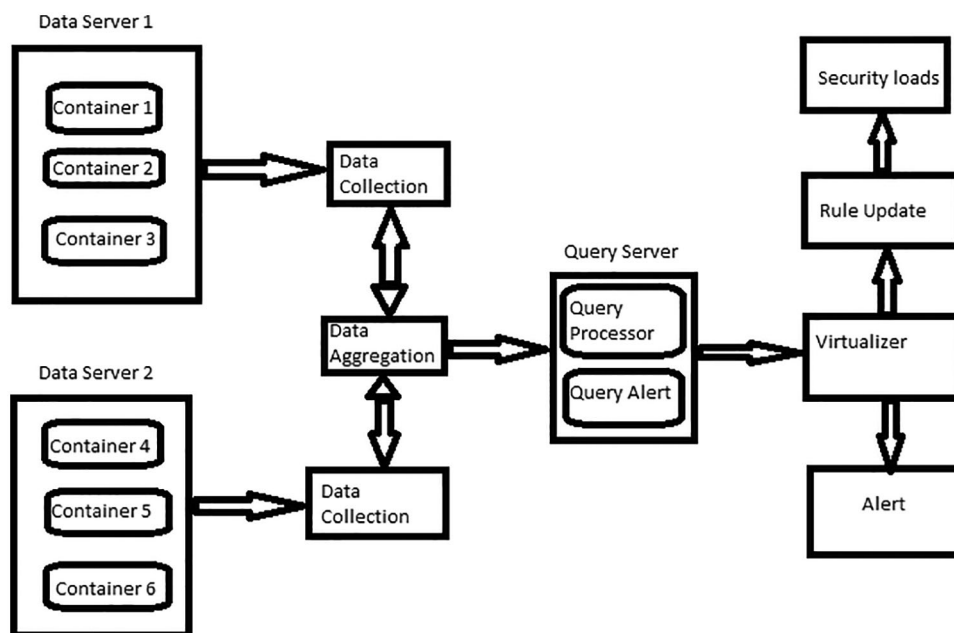 Data Server 1
Container 1
Container 2
Container 3
Data
Collection
Data
Aggregation
Data Server 2
Container 4
Container 5
Container 6
Data
Collection
Query Server
Query
Processor
Query Alert
Security loads
Rule Update
Virtualizer
Alert